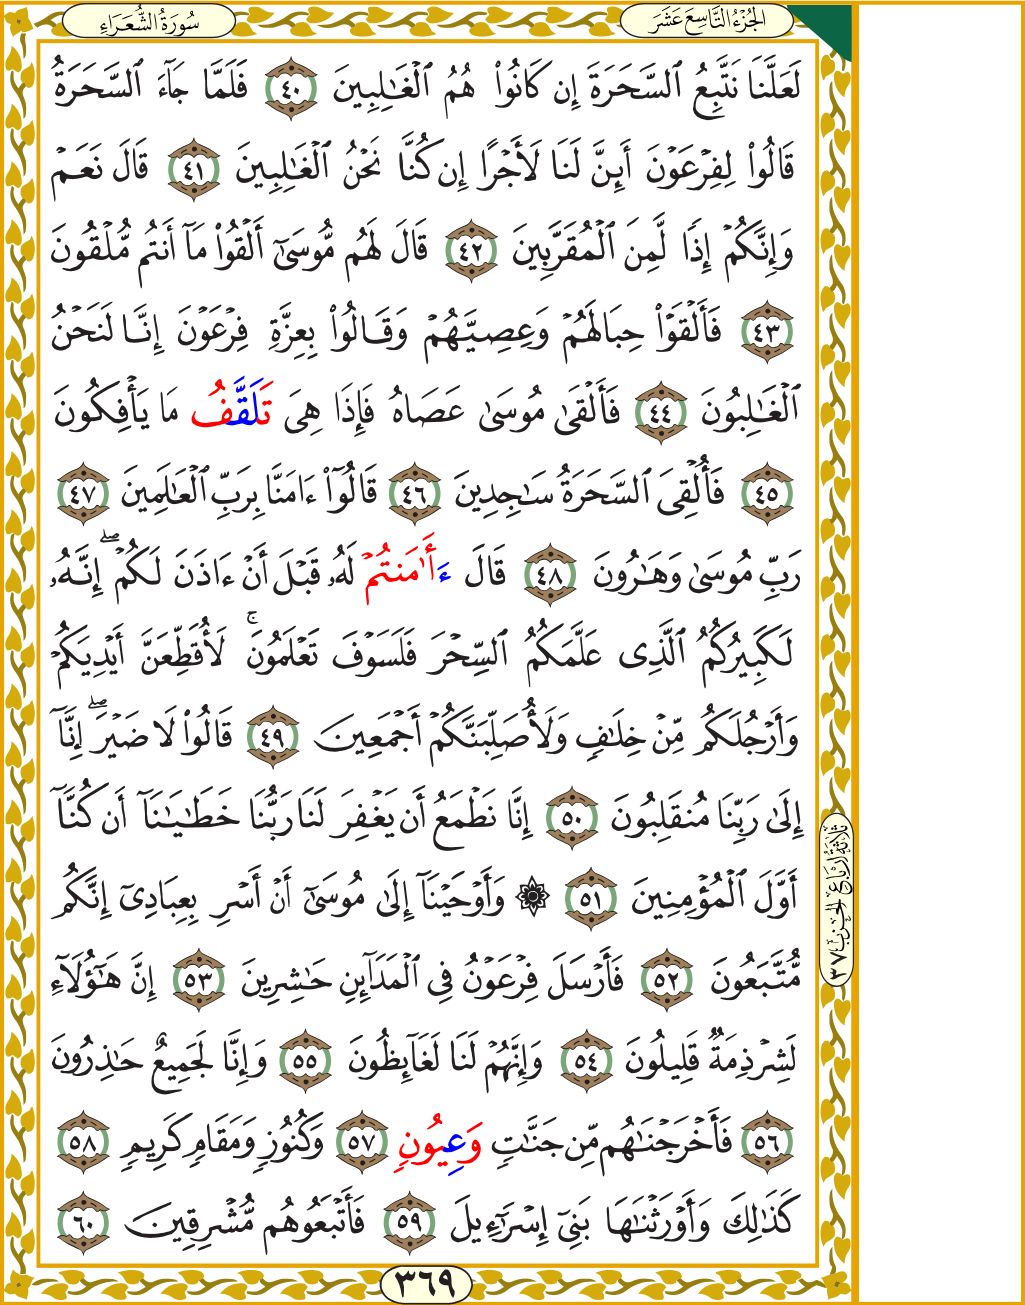 الجُزْءُ التَّاسِعَ عَشَرَ
سُورَةُ الشُّعَرَاءِ
لَعَلَّنَا نَتَّبِعُ ٱلسَّحَرَةَ إِن كَانُوا۟ هُمُ ٱلْغَـٰلِبِينَ ٤٠ فَلَمَّا جَآءَ ٱلسَّحَرَةُ
قَالُوا۟ لِفِرْعَوْنَ أَئِنَّ لَنَا لَأَجْرًا إِن كُنَّا نَحْنُ ٱلْغَـٰلِبِينَ ٤١ قَالَ نَعَمْ
وَإِنَّكُمْ إِذًا لَّمِنَ ٱلْمُقَرَّبِينَ ٤٢ قَالَ لَهُم مُّوسَىٰٓ أَلْقُوا۟ مَآ أَنتُم مُّلْقُونَ
٤٣ فَأَلْقَوْا۟ حِبَالَهُمْ وَعِصِيَّهُمْ وَقَالُوا۟ بِعِزَّةِ فِرْعَوْنَ إِنَّا لَنَحْنُ
ٱلْغَـٰلِبُونَ ٤٤ فَأَلْقَىٰ مُوسَىٰ عَصَاهُ فَإِذَا هِىَ تَلَقَّفُ مَا يَأْفِكُونَ
٤٥ فَأُلْقِىَ ٱلسَّحَرَةُ سَـٰجِدِينَ ٤٦ قَالُوٓا۟ ءَامَنَّا بِرَبِّ ٱلْعَـٰلَمِينَ ٤٧
رَبِّ مُوسَىٰ وَهَـٰرُونَ ٤٨ قَالَ ءَأَا۬مَنتُمْ لَهُۥ قَبْلَ أَنْ ءَاذَنَ لَكُمْ ۖ إِنَّهُۥ
لَكَبِيرُكُمُ ٱلَّذِى عَلَّمَكُمُ ٱلسِّحْرَ فَلَسَوْفَ تَعْلَمُونَ ۚ لَأُقَطِّعَنَّ أَيْدِيَكُمْ
وَأَرْجُلَكُم مِّنْ خِلَـٰفٍ وَلَأُصَلِّبَنَّكُمْ أَجْمَعِينَ ٤٩ قَالُوا۟ لَا ضَيْرَ ۖ إِنَّآ
إِلَىٰ رَبِّنَا مُنقَلِبُونَ ٥٠ إِنَّا نَطْمَعُ أَن يَغْفِرَ لَنَا رَبُّنَا خَطَـٰيَـٰنَآ أَن كُنَّآ
أَوَّلَ ٱلْمُؤْمِنِينَ ٥١ ۞ وَأَوْحَيْنَآ إِلَىٰ مُوسَىٰٓ أَنْ أَسْرِ بِعِبَادِىٓ إِنَّكُم
مُّتَّبَعُونَ ٥٢ فَأَرْسَلَ فِرْعَوْنُ فِى ٱلْمَدَآئِنِ حَـٰشِرِينَ ٥٣ إِنَّ هَـٰٓؤُلَآءِ
لَشِرْذِمَةٌ قَلِيلُونَ ٥٤ وَإِنَّهُمْ لَنَا لَغَآئِظُونَ ٥٥ وَإِنَّا لَجَمِيعٌ حَـٰذِرُونَ
٥٦ فَأَخْرَجْنَـٰهُم مِّن جَنَّـٰتٍ وَعِيُونٍ ٥٧ وَكُنُوزٍ وَمَقَامٍ كَرِيمٍ ٥٨
كَذَٰلِكَ وَأَوْرَثْنَـٰهَا بَنِىٓ إِسْرَٰٓءِيلَ ٥٩ فَأَتْبَعُوهُم مُّشْرِقِينَ ٦٠
ثلاثة أرباع الحزب ٣٧
٣٦٩